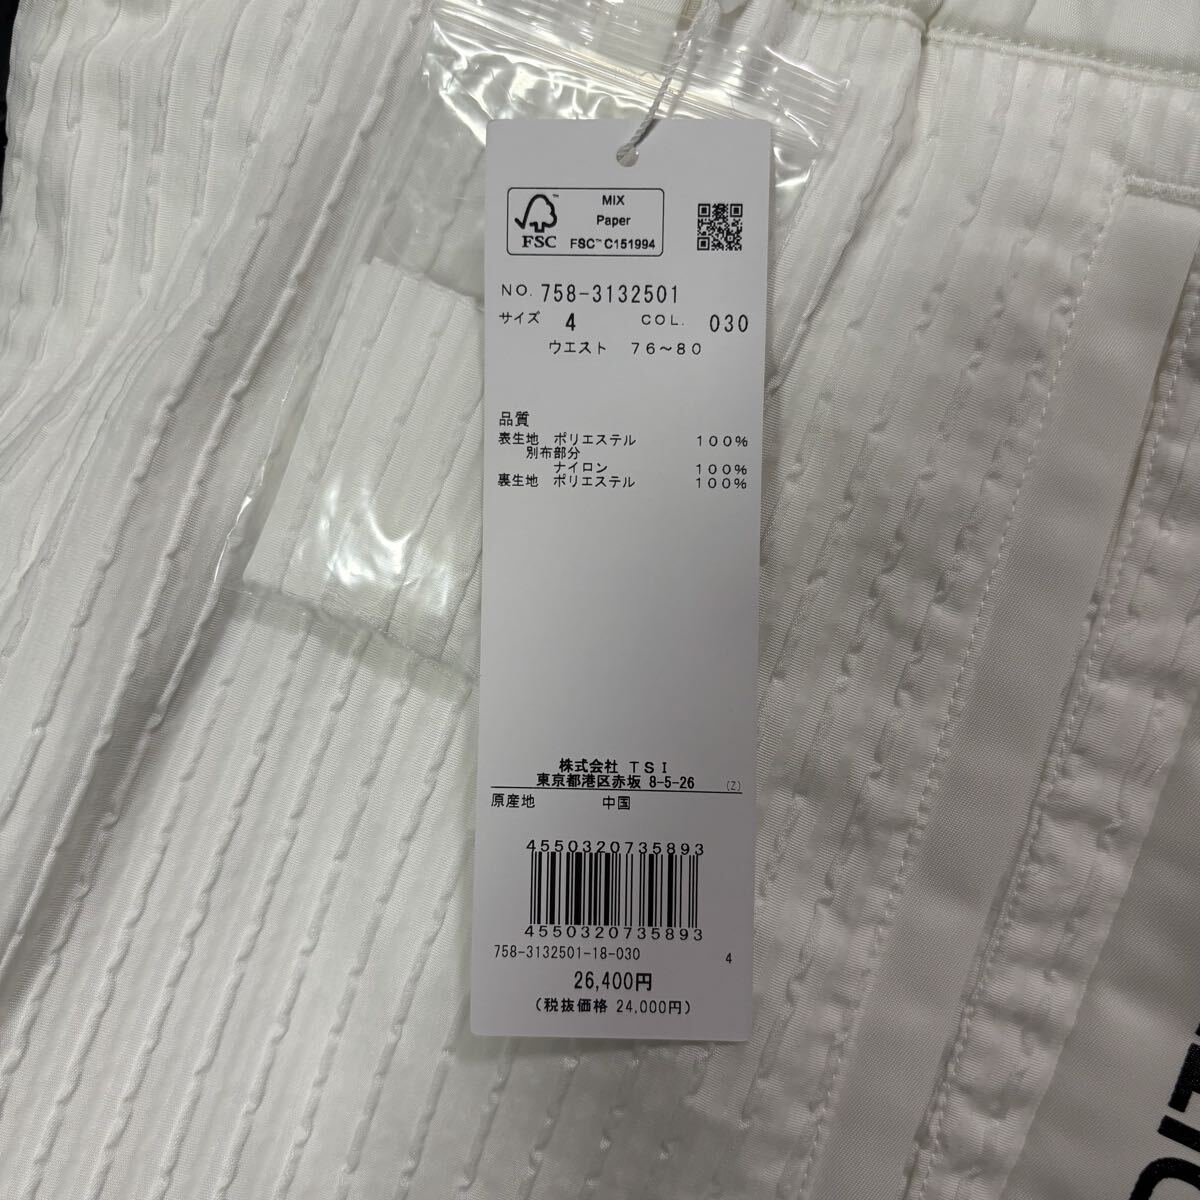 MIX
Paper
FSC™ C151994
FSC
NO. 758-3132501
サイズ 4 COL. 030
ウエスト 76〜80
品質
表生地 ポリエステル 100%
別布部分
ナイロン 100%
裏生地 ポリエステル 100%
株式会社 TSI
東京都港区赤坂 8-5-26 (Z)
原産地 中国
4550320735893
4550320735893
758-3132501-18-030 4
26,400円
(税抜価格 24,000円)